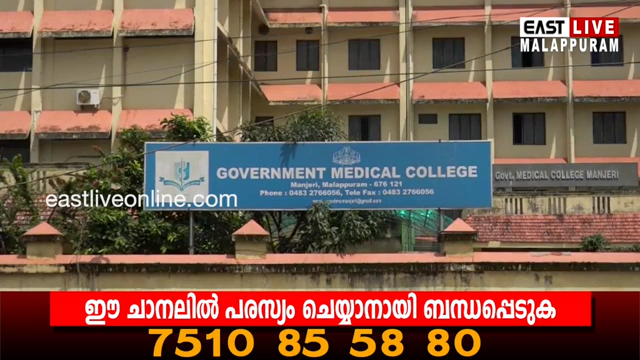 EAST LIVE
MALAPPURAM
GOVERNMENT MEDICAL COLLEGE
Manjeri, Malappuram - 676 121
Phone : 0483 2766056, Tele Fax : 0483 2766056
Govt. MEDICAL COLLEGE MANJERI
eastliveonline.com
ഈ ചാനലിൽ പരസ്യം ചെയ്യാനായി ബന്ധപ്പെടുക
7510 85 58 80